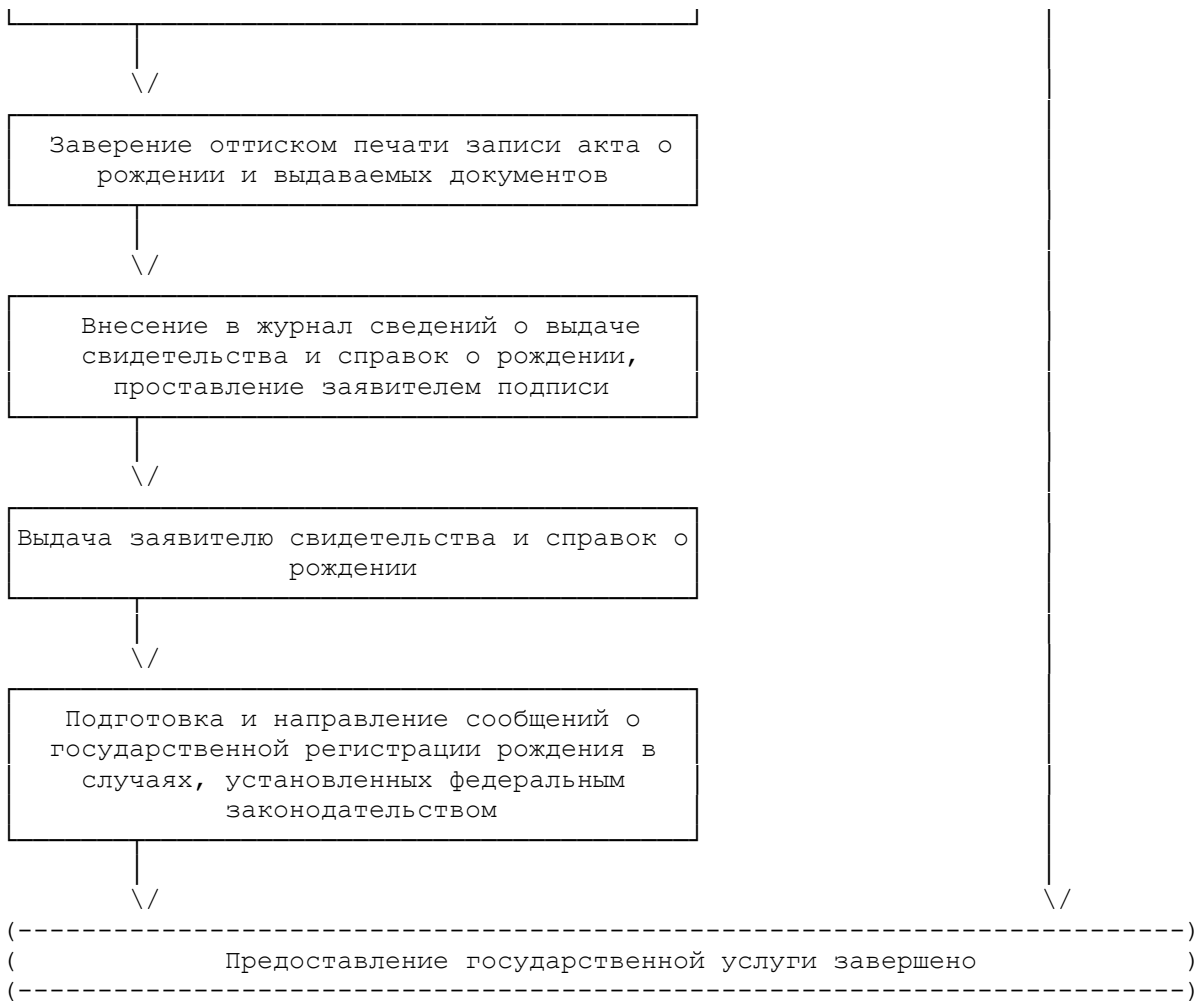 Заверение оттиском печати записи акта о
рождении и выдаваемых документов
Внесение в журнал сведений о выдаче
свидетельства и справок о рождении,
проставление заявителем подписи
Выдача заявителю свидетельства и справок о
рождении
Подготовка и направление сообщений о
государственной регистрации рождения в
случаях, установленных федеральным
законодательством
Предоставление государственной услуги завершено